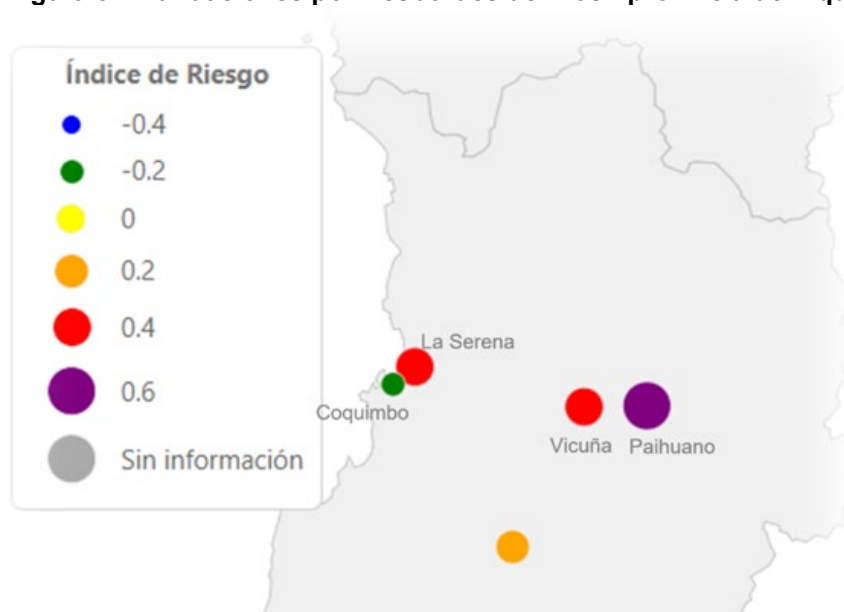 Índice de Riesgo
-0.4
-0.2
0
0.2
0.4
0.6
Sin información
La Serena
Coquimbo
Vicuña
Paihuano